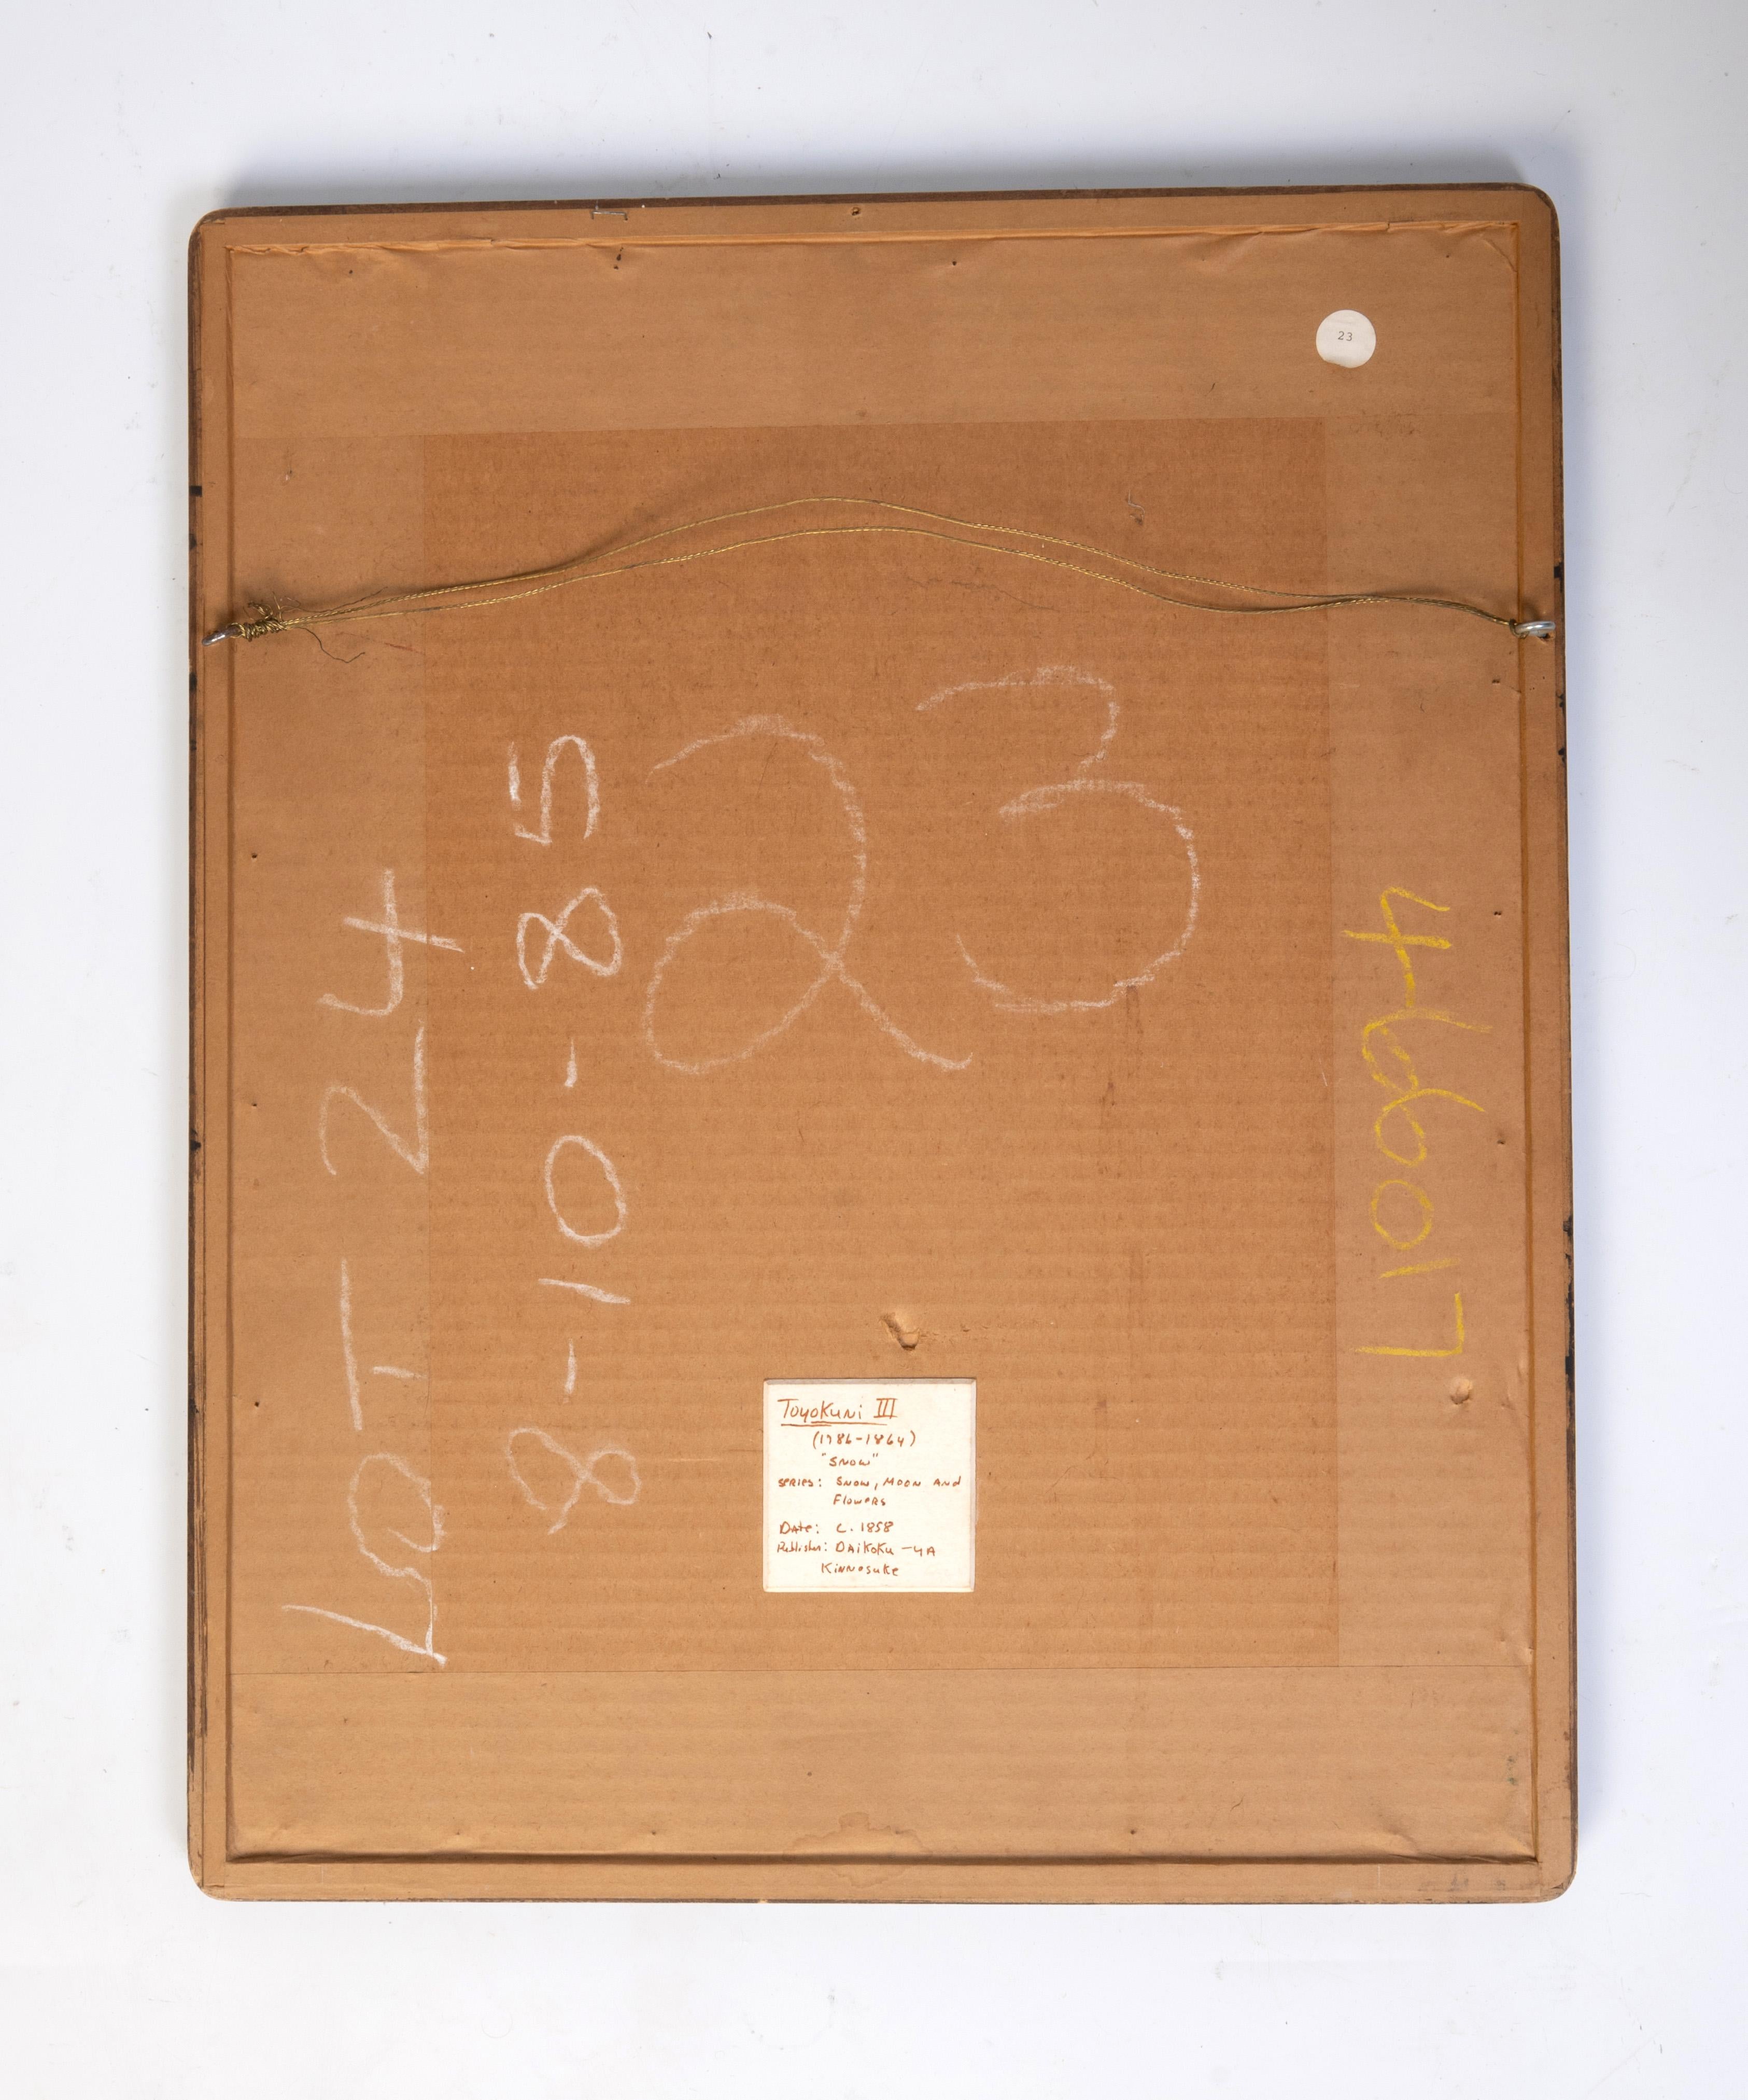 23
23
LOT 24
8-10-85
466017
Toyokuni III
(1786-1864)
"Snow"
series: Snow, Moon and
Flowers
Date: c. 1858
Publisher: Daikoku-ya
Kinnosuke